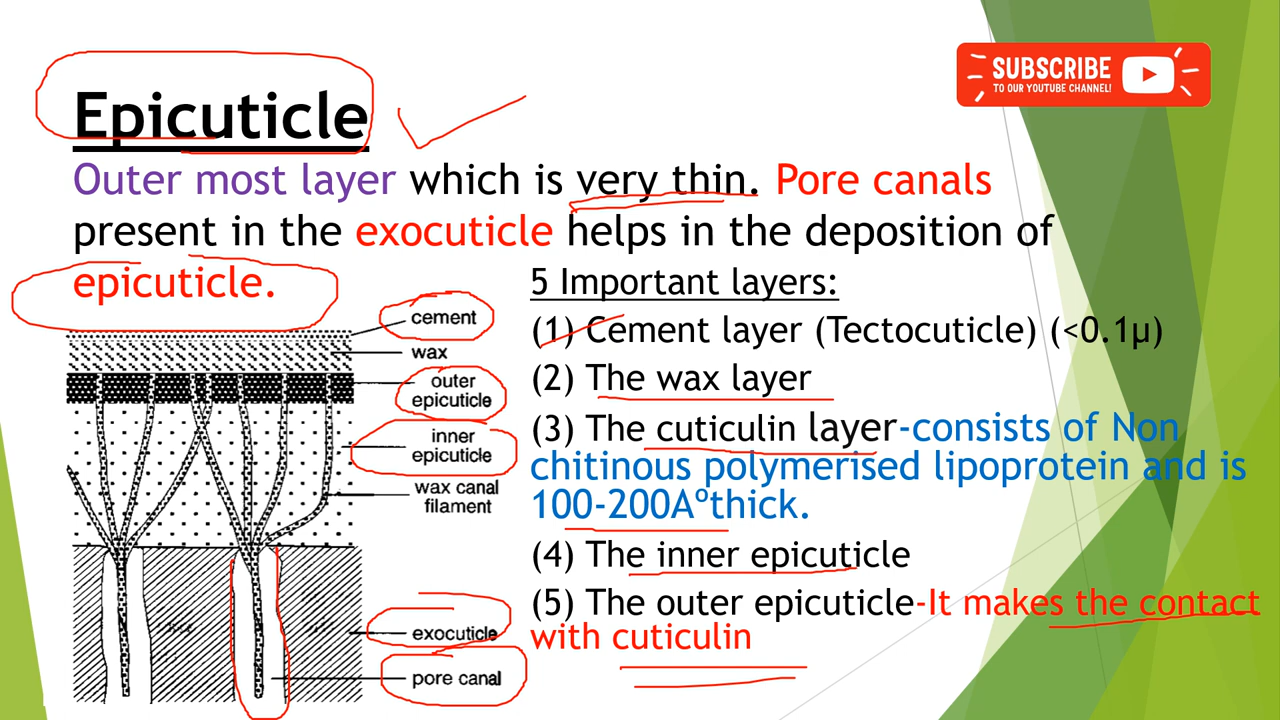 SUBSCRIBE
TO OUR YOUTUBE CHANNEL!
Epicuticle
Outer most layer which is very thin. Pore canals
present in the exocuticle helps in the deposition of
epicuticle.
5 Important layers:
(1) Cement layer (Tectocuticle) (<0.1µ)
(2) The wax layer
(3) The cuticulin layer-consists of Non
chitinous polymerised lipoprotein and is
100-200Aºthick.
(4) The inner epicuticle
(5) The outer epicuticle-It makes the contact
with cuticulin
cement
wax
outer
epicuticle
inner
epicuticle
wax canal
filament
exocuticle
pore canal